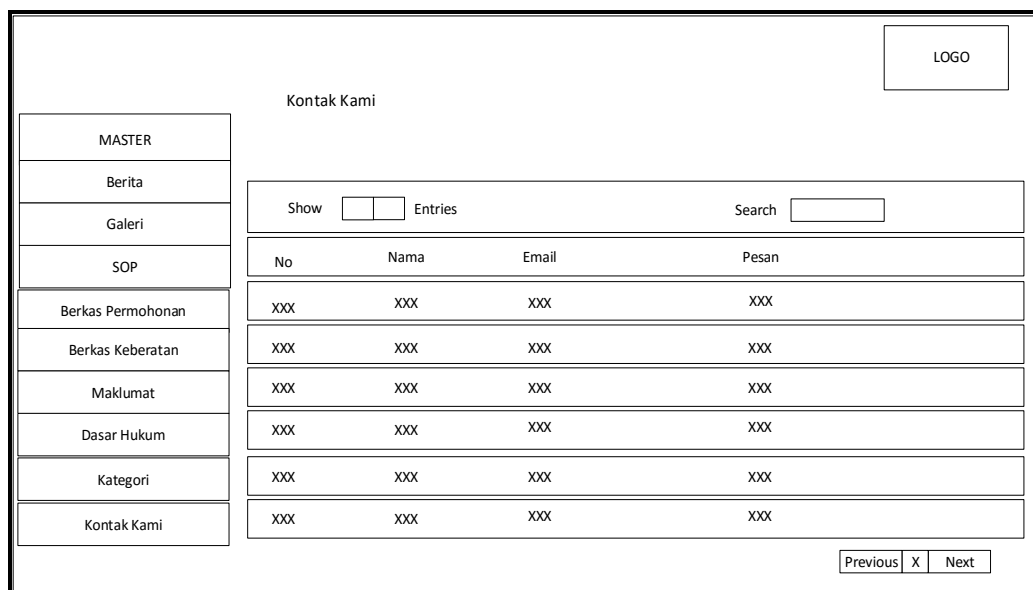 LOGO
Kontak Kami
MASTER
Berita
Galeri
SOP
Berkas Permohonan
Berkas Keberatan
Maklumat
Dasar Hukum
Kategori
Kontak Kami
Show Entries Search
No Nama Email Pesan
XXX XXX XXX XXX
XXX XXX XXX XXX
XXX XXX XXX XXX
XXX XXX XXX XXX
XXX XXX XXX XXX
XXX XXX XXX XXX
Previous X Next